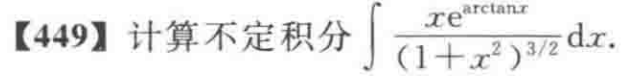 【449】 计算不定积分 ∫ xe^{arctanx} / (1+x²)^{3/2} dx.